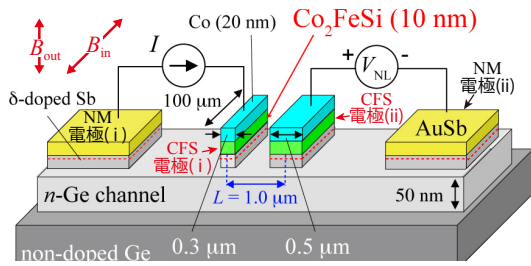 Co (20 nm)
Co₂FeSi (10 nm)
B_out
B_in
I
+ V_NL -
100 μm
δ-doped Sb
NM
電極(ⅰ)
CFS
電極(ⅱ)
NM
電極(ⅱ)
AuSb
CFS
電極(ⅰ)
n-Ge channel
L = 1.0 μm
50 nm
non-doped Ge
0.3 μm
0.5 μm